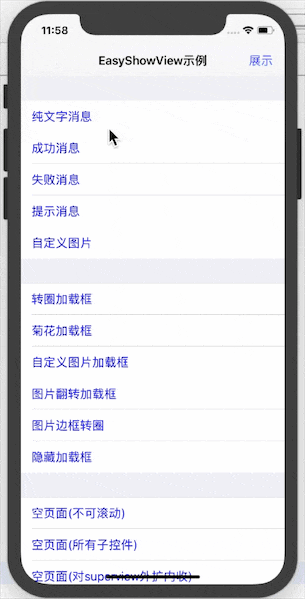 11:58
EasyShowView示例
展示
纯文字消息
成功消息
失败消息
提示消息
自定义图片
转圈加载框
菊花加载框
自定义图片加载框
图片翻转加载框
图片边框转圈
隐藏加载框
空页面(不可滚动)
空页面(所有子控件)
空页面(对superview外扩内收)